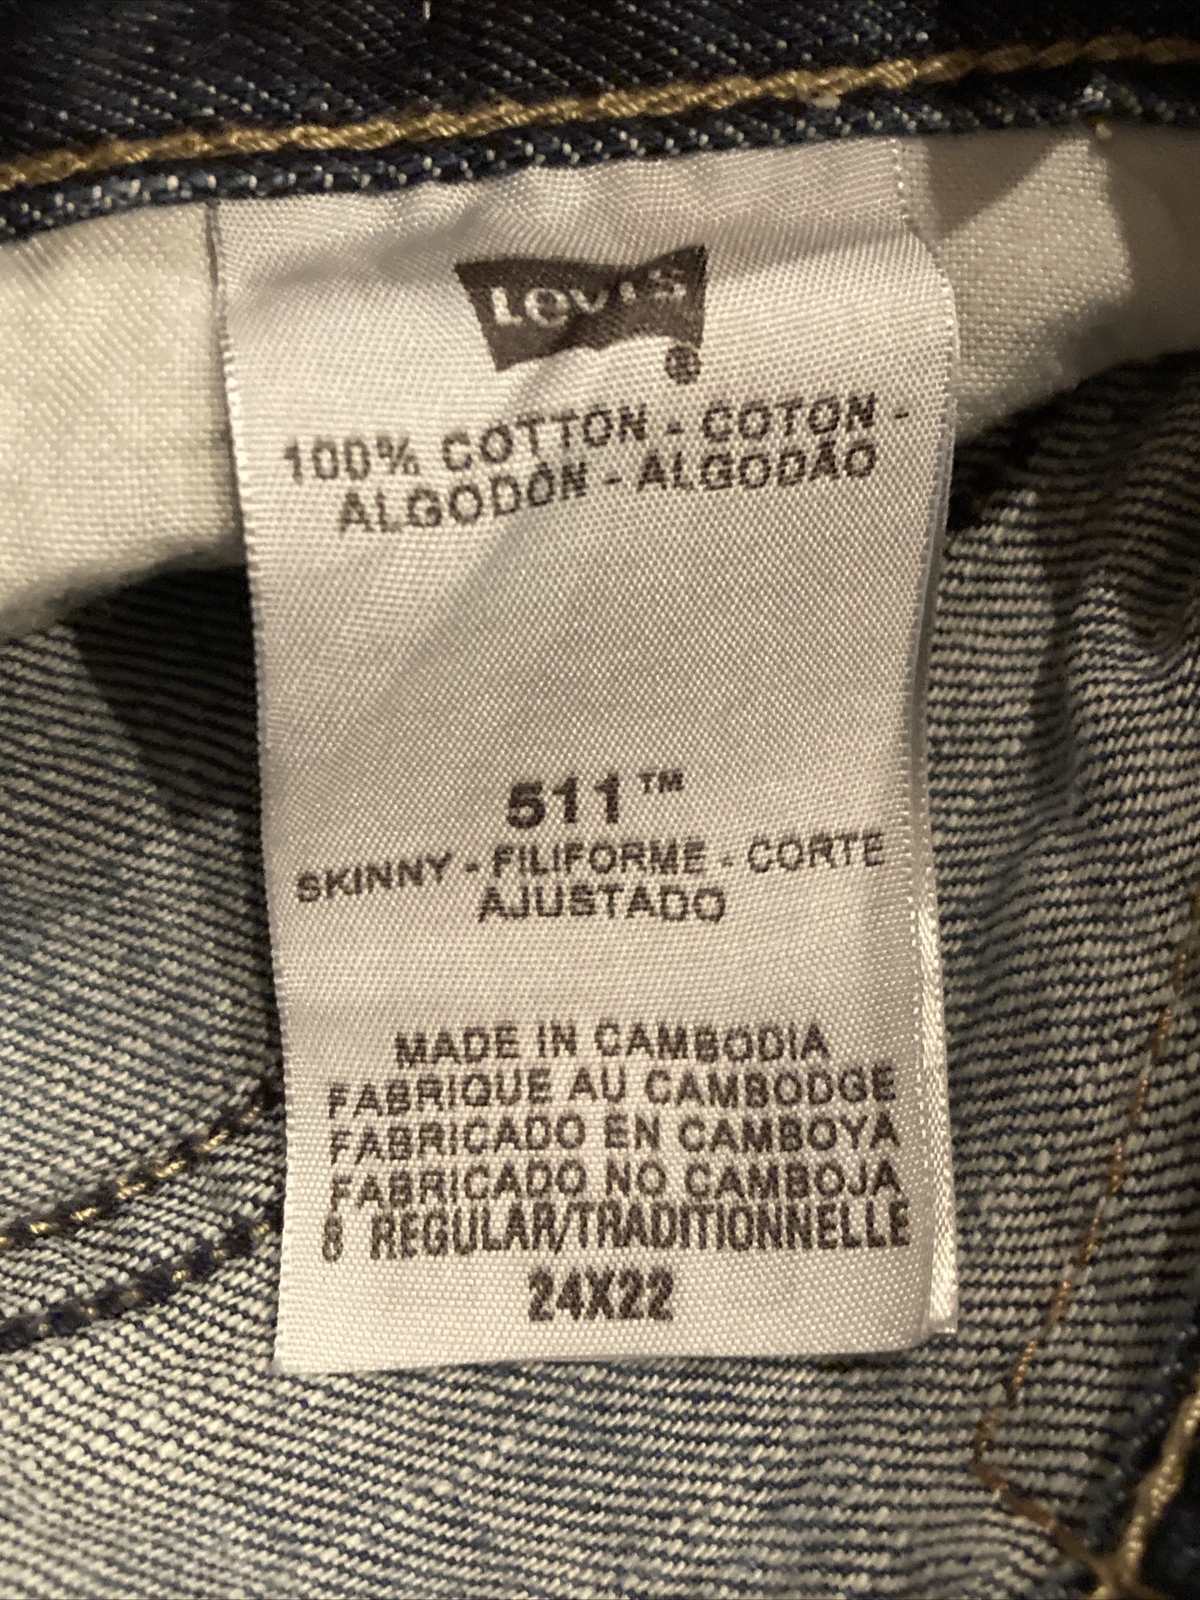 Levi's
®
100% COTTON - COTON -
ALGODÓN - ALGODÃO
511™
SKINNY - FILIFORME - CORTE
AJUSTADO
MADE IN CAMBODIA
FABRIQUE AU CAMBODGE
FABRICADO EN CAMBOYA
FABRICADO NO CAMBOJA
8 REGULAR/TRADITIONNELLE
24X22